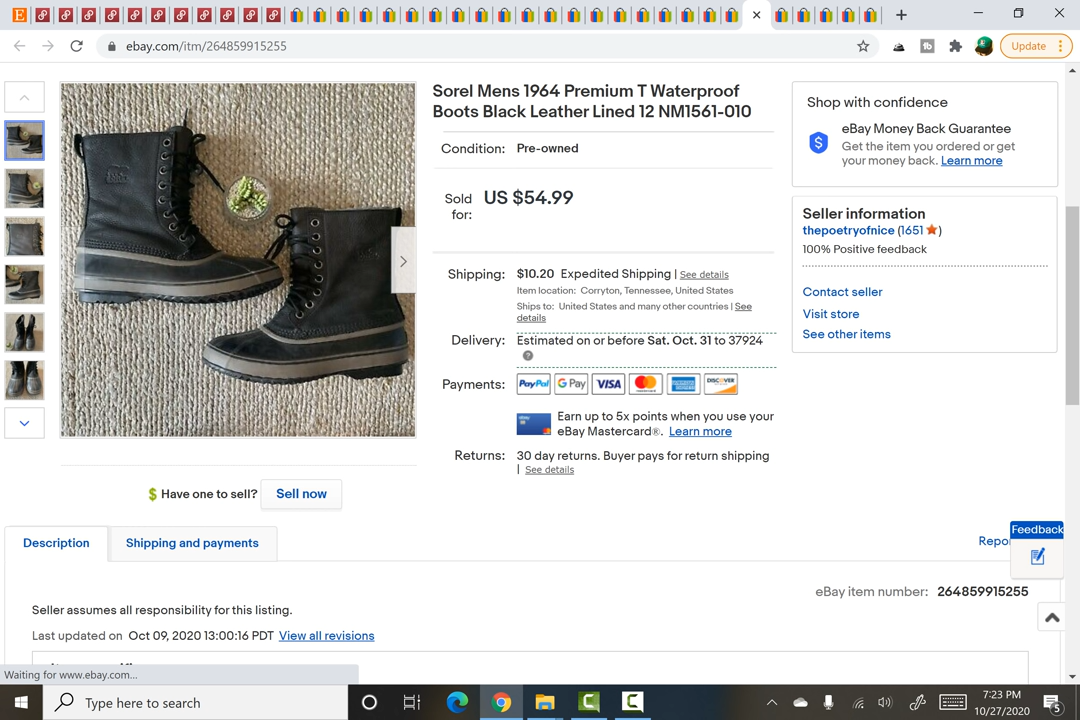 ebay.com/itm/264859915255
Update
Sorel Mens 1964 Premium T Waterproof
Boots Black Leather Lined 12 NM1561-010
Condition: Pre-owned
Sold for: US $54.99
Shipping: $10.20 Expedited Shipping | See details
Item location: Corryton, Tennessee, United States
Ships to: United States and many other countries | See
details
Delivery: Estimated on or before Sat. Oct. 31 to 37924
Payments: PayPal G Pay VISA DISCOVER
Earn up to 5x points when you use your
eBay Mastercard®. Learn more
Returns: 30 day returns. Buyer pays for return shipping
| See details
Shop with confidence
eBay Money Back Guarantee
Get the item you ordered or get
your money back. Learn more
Seller information
thepoetryofnice (1651)
100% Positive feedback
Contact seller
Visit store
See other items
$ Have one to sell? Sell now
Description
Shipping and payments
Repo
Feedback
eBay item number: 264859915255
Seller assumes all responsibility for this listing.
Last updated on Oct 09, 2020 13:00:16 PDT View all revisions
Waiting for www.ebay.com...
Type here to search
7:23 PM
10/27/2020
5